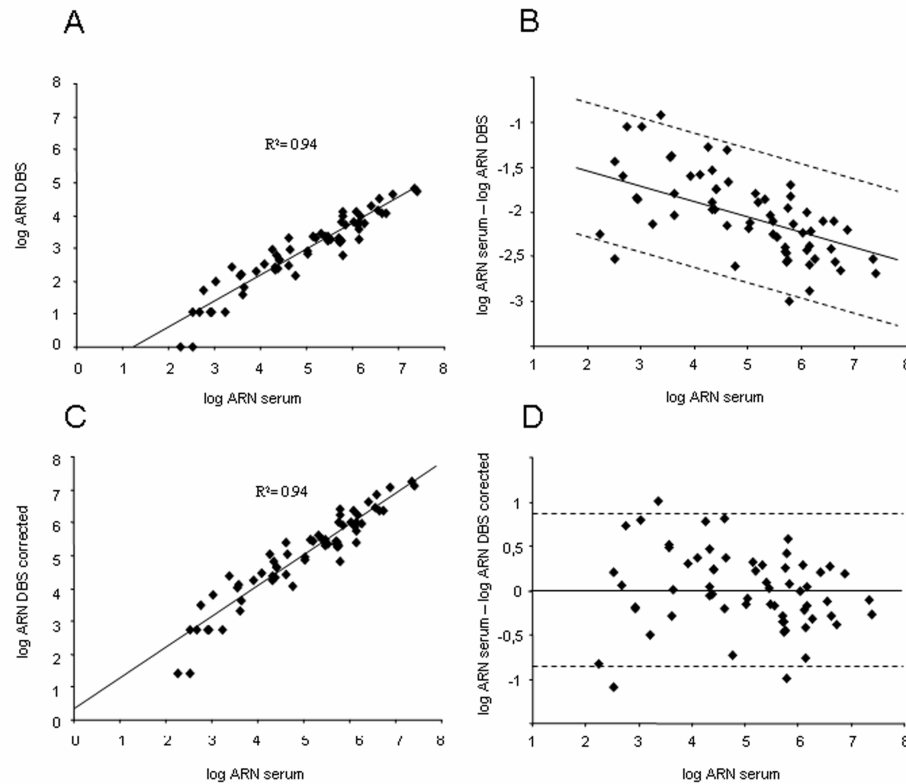 A
8
7
6
5
4
3
2
1
0
log ARN DBS
R²= 0.94
0 1 2 3 4 5 6 7 8
log ARN serum
B
-1
-1,5
-2
-2,5
-3
log ARN serum – log ARN DBS
1 2 3 4 5 6 7 8
log ARN serum
C
8
7
6
5
4
3
2
1
0
log ARN DBS corrected
R²= 0.94
0 1 2 3 4 5 6 7 8
log ARN serum
D
1
0,5
0
-0,5
-1
log ARN serum – log ARN DBS corected
1 2 3 4 5 6 7 8
log ARN serum